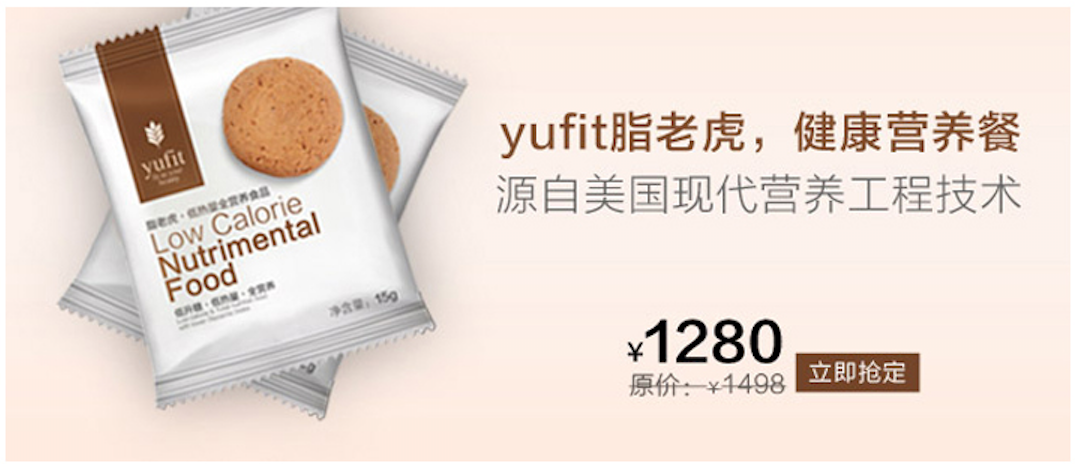 yufit
脂老虎·低热量全营养食品
Low Calorie
Nutrimental
Food
低升糖·低热量·全营养
净含量：15g
yufit脂老虎，健康营养餐
源自美国现代营养工程技术
¥1280
原价：¥1498
立即抢定